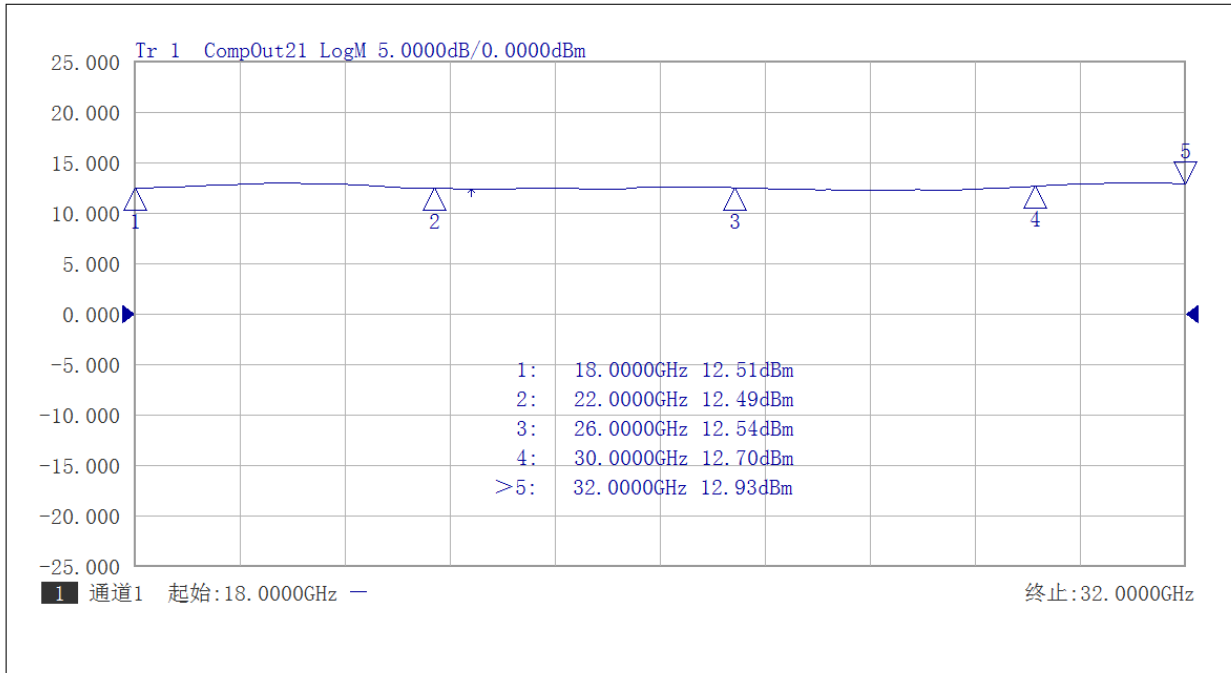 Tr 1  CompOut21 LogM 5.0000dB/0.0000dBm
25.000
20.000
15.000
10.000
5.000
0.000
-5.000
-10.000
-15.000
-20.000
-25.000
1
2
3
4
5
1:  18.0000GHz 12.51dBm
2:  22.0000GHz 12.49dBm
3:  26.0000GHz 12.54dBm
4:  30.0000GHz 12.70dBm
>5:  32.0000GHz 12.93dBm
1 通道1  起始:18.0000GHz — 终止:32.0000GHz